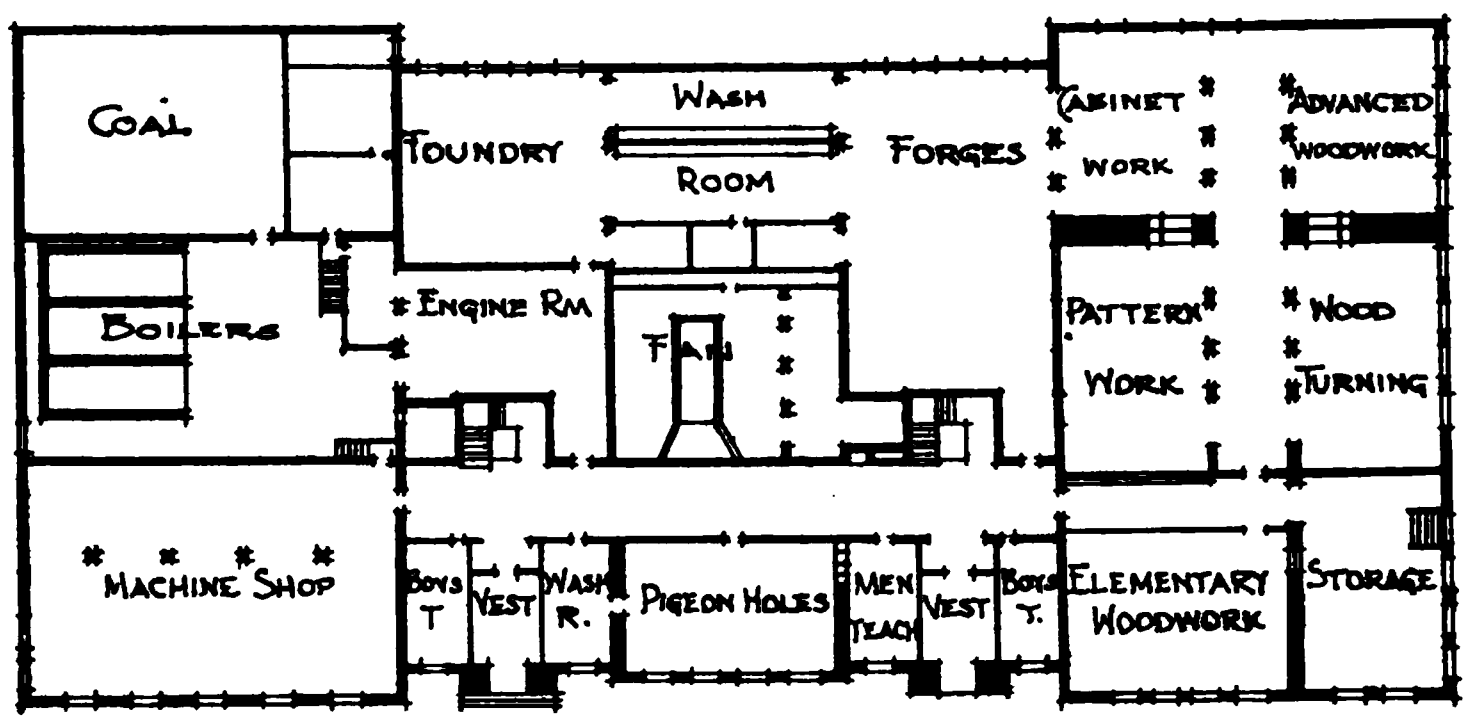 COAL
FOUNDRY
WASH
ROOM
FORGES
CABINET
WORK
ADVANCED
WOODWORK
BOILERS
ENGINE RM
FAN
PATTERN
WORK
WOOD
TURNING
MACHINE SHOP
BOYS
T
VEST
WASH
R.
PIGEON HOLES
MEN
TEACH
VEST
BOYS
T.
ELEMENTARY
WOODWORK
STORAGE